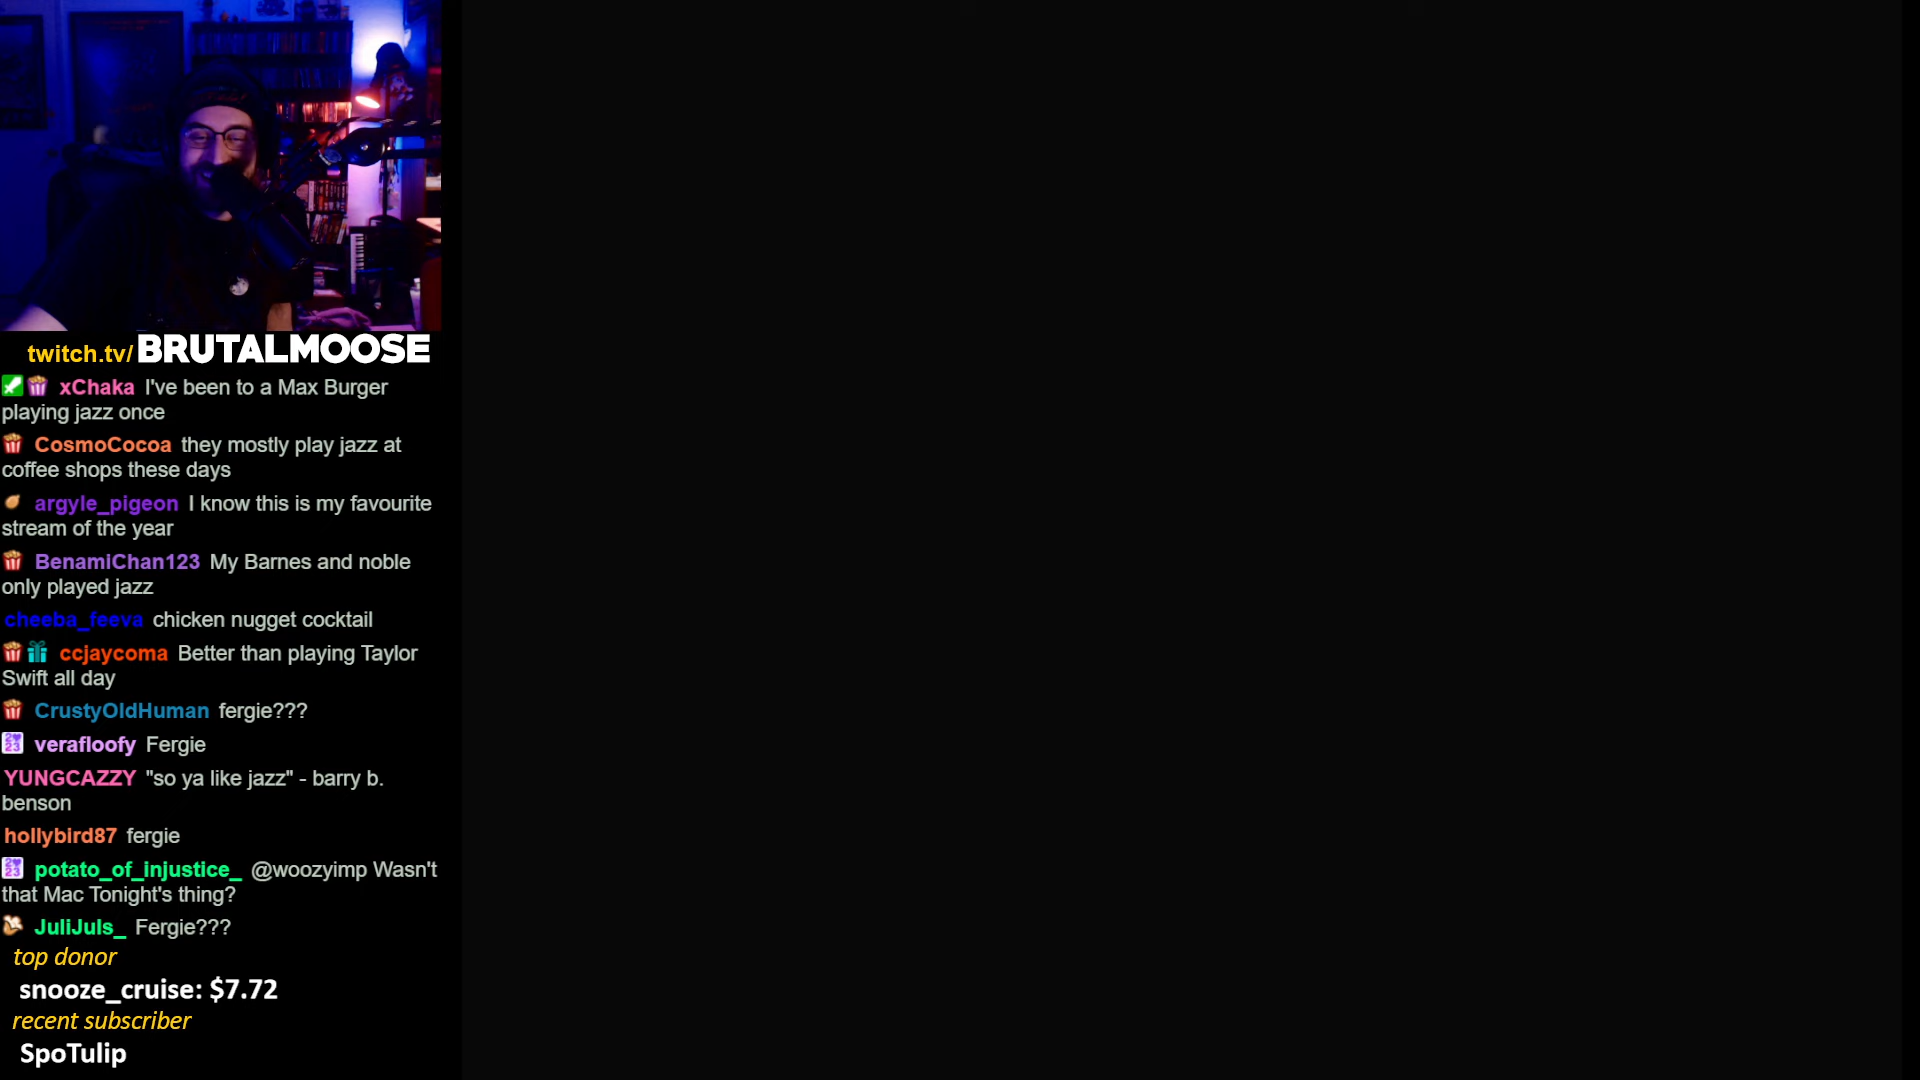 twitch.tv/BRUTALMOOSE
xChaka I've been to a Max Burger
playing jazz once
CosmoCocoa they mostly play jazz at
coffee shops these days
argyle_pigeon I know this is my favourite
stream of the year
BenamiChan123 My Barnes and noble
only played jazz
cheeba_feeva chicken nugget cocktail
ccjaycoma Better than playing Taylor
Swift all day
CrustyOldHuman fergie???
verafloofy Fergie
YUNGCAZZY "so ya like jazz" - barry b.
benson
hollybird87 fergie
potato_of_injustice_ @woozyimp Wasn't
that Mac Tonight's thing?
JuliJuls_ Fergie???
top donor
snooze_cruise: $7.72
recent subscriber
SpoTulip